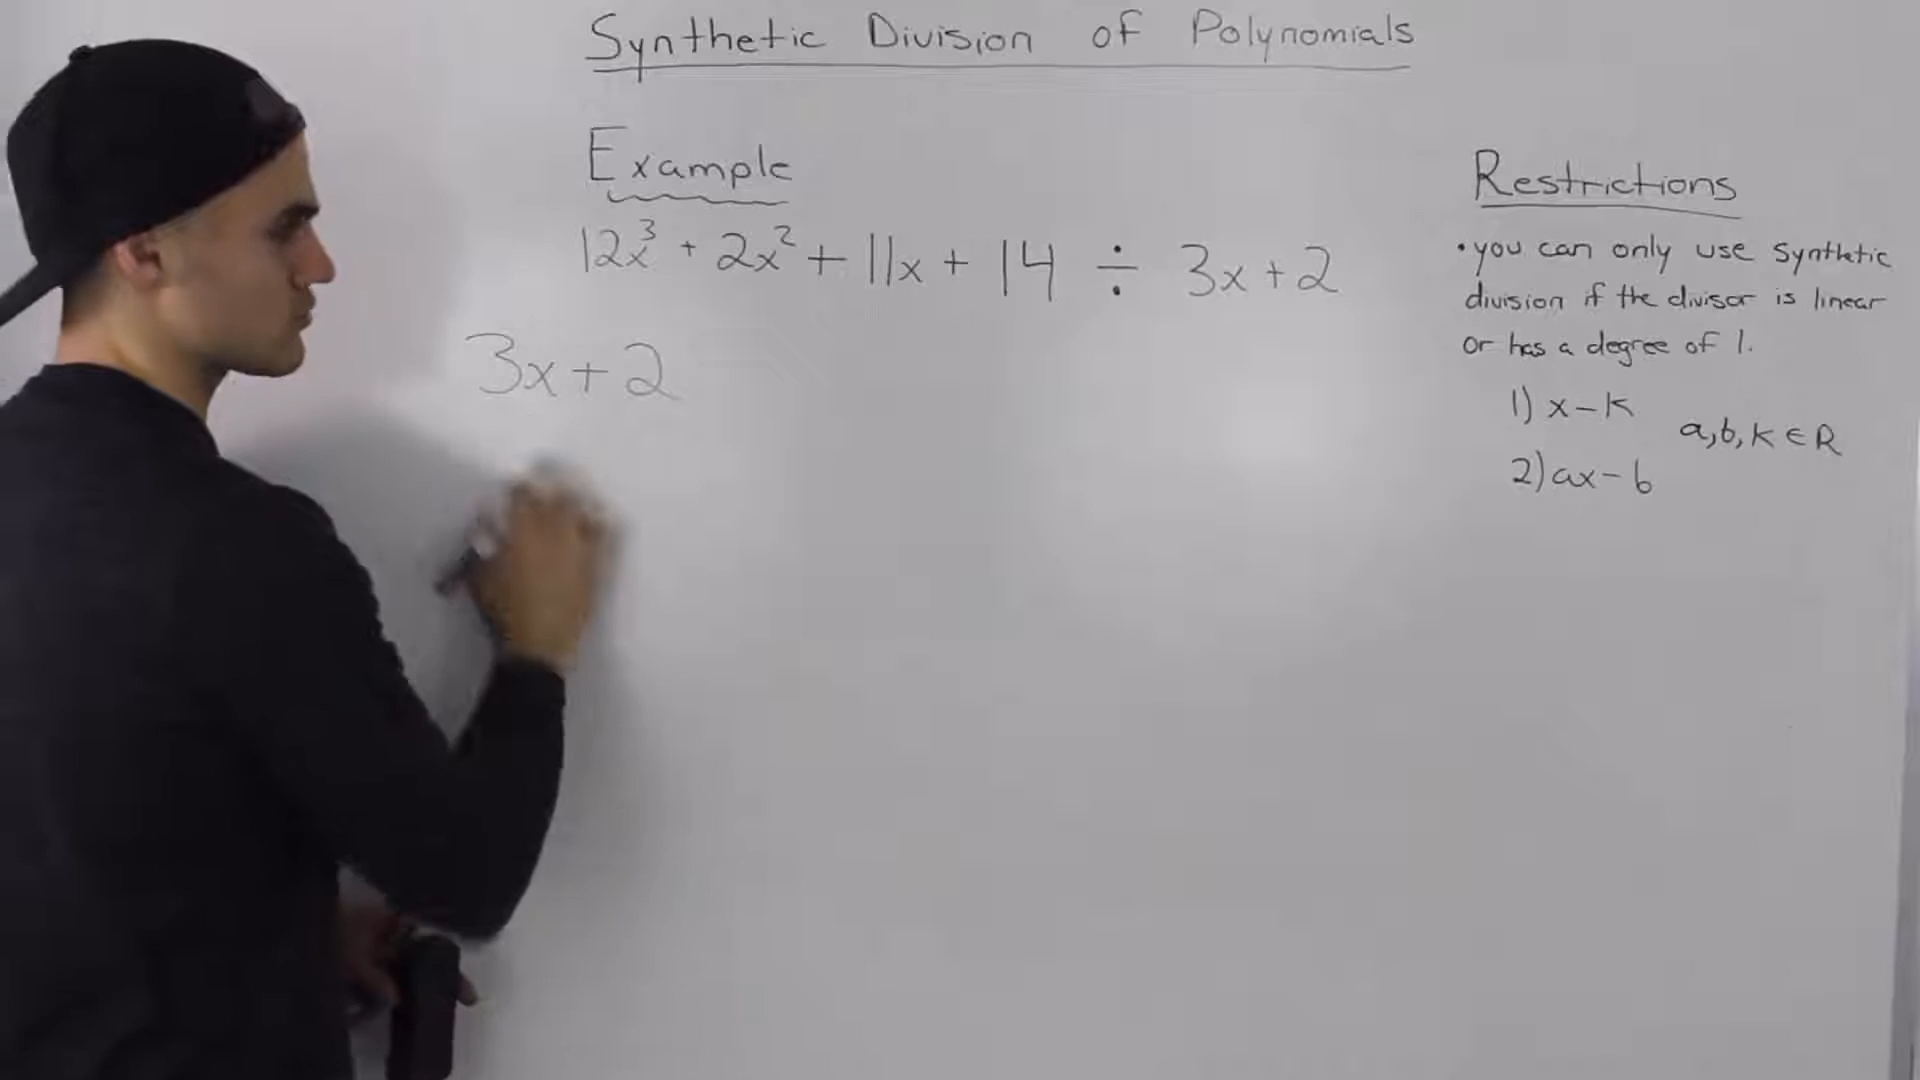 Synthetic Division of Polynomials
Example
12x³ + 2x² + 11x + 14 ÷ 3x + 2
3x + 2
Restrictions
• you can only use synthetic
division if the divisor is linear
or has a degree of 1.
1) x - k
a, b, k ∈ R
2) ax - b